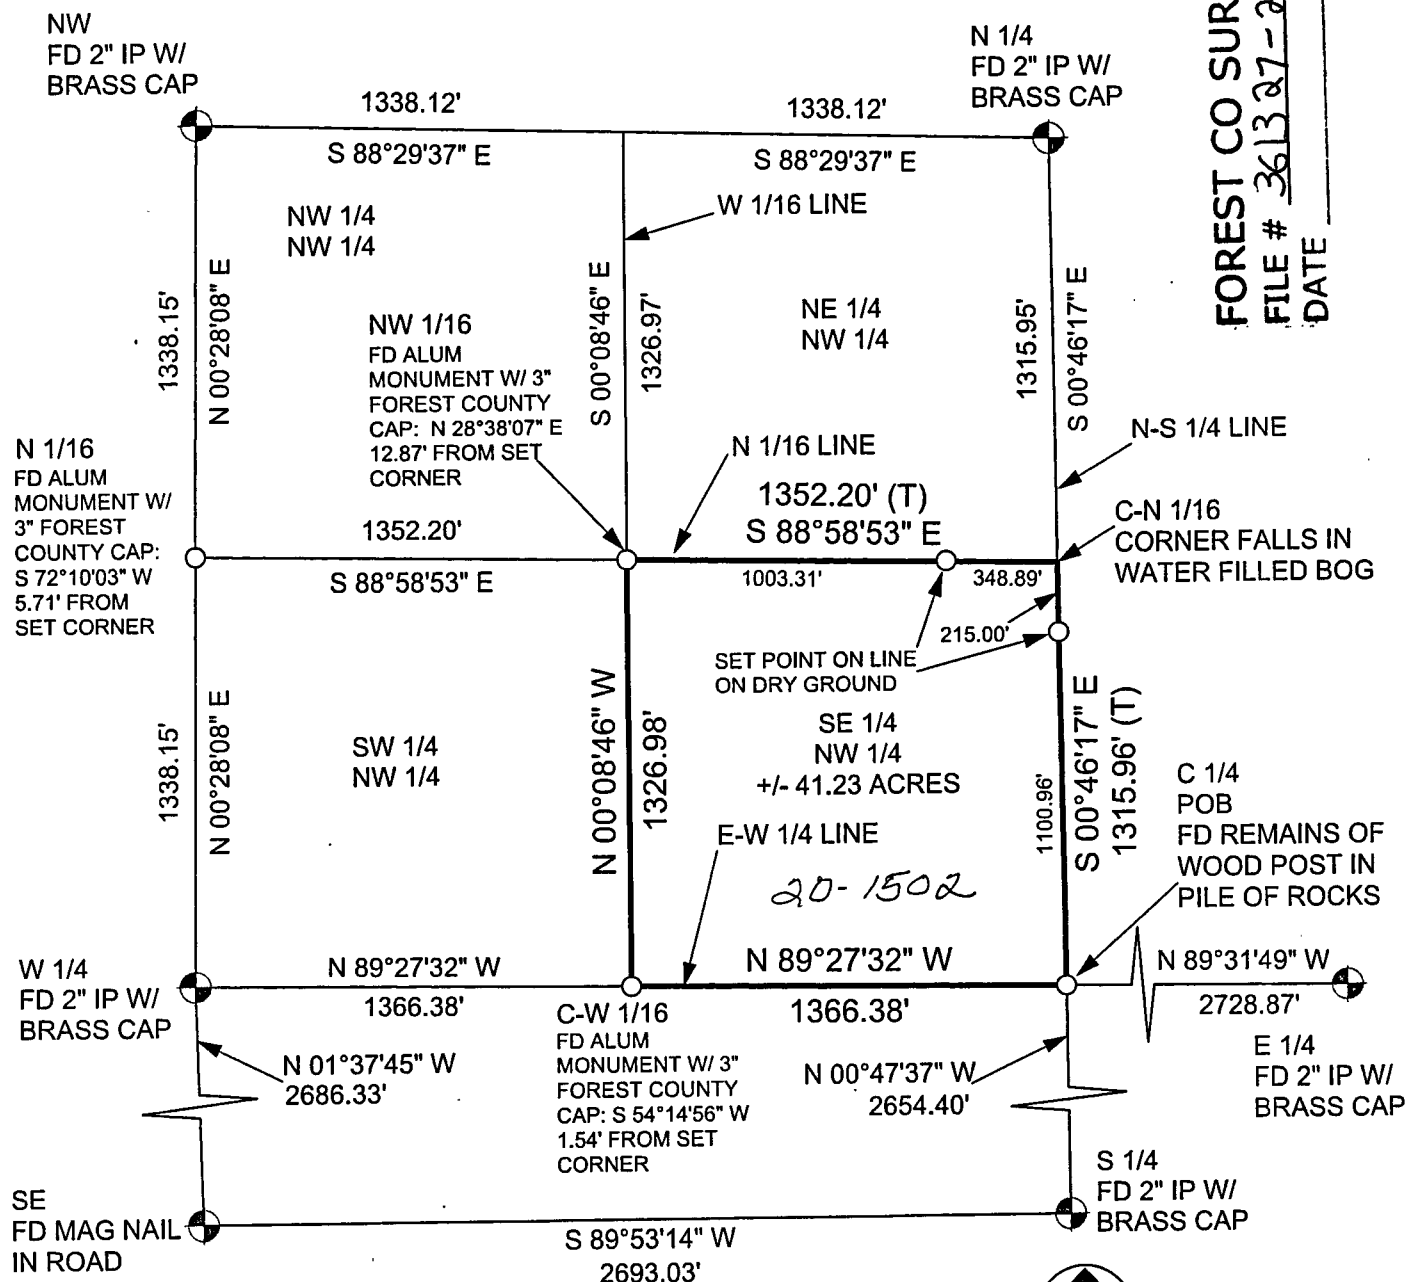 NW
FD 2" IP W/
BRASS CAP
1338.12'
S 88°29'37" E
1338.12'
S 88°29'37" E
N 1/4
FD 2" IP W/
BRASS CAP
FOREST CO SUR
FILE # 361327-2
DATE
NW 1/4
NW 1/4
W 1/16 LINE
1338.15'
N 00°28'08" E
NW 1/16
FD ALUM
MONUMENT W/ 3"
FOREST COUNTY
CAP: N 28°38'07" E
12.87' FROM SET
CORNER
S 00°08'46" E
1326.97'
NE 1/4
NW 1/4
1315.95'
S 00°46'17" E
N-S 1/4 LINE
N 1/16
FD ALUM
MONUMENT W/
3" FOREST
COUNTY CAP:
S 72°10'03" W
5.71' FROM
SET CORNER
N 1/16 LINE
1352.20' (T)
S 88°58'53" E
1352.20'
S 88°58'53" E
1003.31'
348.89'
C-N 1/16
CORNER FALLS IN
WATER FILLED BOG
215.00'
SET POINT ON LINE
ON DRY GROUND
1338.15'
N 00°28'08" E
SW 1/4
NW 1/4
N 00°08'46" W
1326.98'
SE 1/4
NW 1/4
+/- 41.23 ACRES
1100.96'
S 00°46'17" E
1315.96' (T)
C 1/4
POB
FD REMAINS OF
WOOD POST IN
PILE OF ROCKS
E-W 1/4 LINE
20-1502
W 1/4
FD 2" IP W/
BRASS CAP
N 89°27'32" W
1366.38'
N 89°27'32" W
1366.38'
N 89°31'49" W
2728.87'
E 1/4
FD 2" IP W/
BRASS CAP
N 01°37'45" W
2686.33'
C-W 1/16
FD ALUM
MONUMENT W/ 3"
FOREST COUNTY
CAP: S 54°14'56" W
1.54' FROM SET
CORNER
N 00°47'37" W
2654.40'
SE
FD MAG NAIL
IN ROAD
S 89°53'14" W
2693.03'
S 1/4
FD 2" IP W/
BRASS CAP